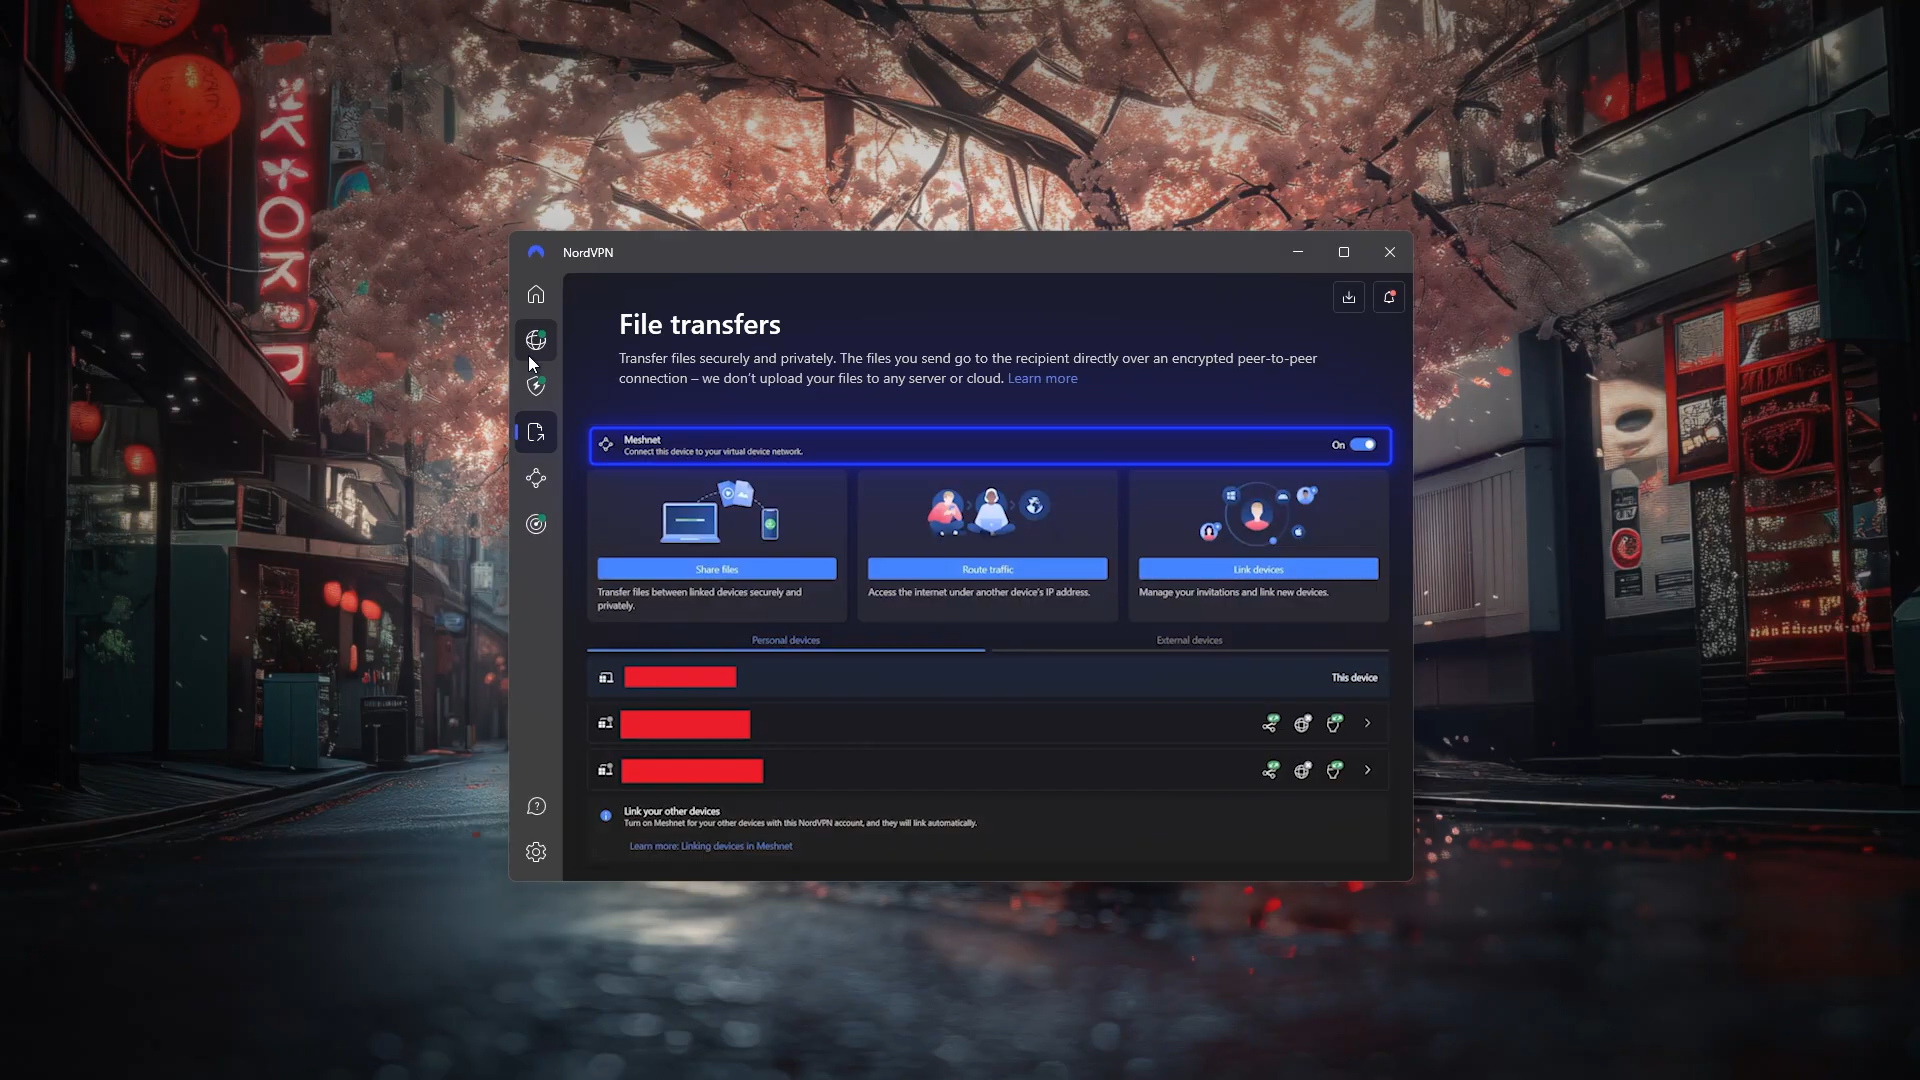 NordVPN
File transfers
Transfer files securely and privately. The files you send go to the recipient directly over an encrypted peer-to-peer
connection – we don’t upload your files to any server or cloud. Learn more
Meshnet
Connect this device to your virtual device network.
On
Share files
Transfer files between linked devices securely and
privately.
Route traffic
Access the internet under another device's IP address.
Link devices
Manage your invitations and link new devices.
Personal devices
External devices
This device
Link your other devices
Turn on Meshnet for your other devices with this NordVPN account, and they will link automatically.
Learn more: Linking devices in Meshnet